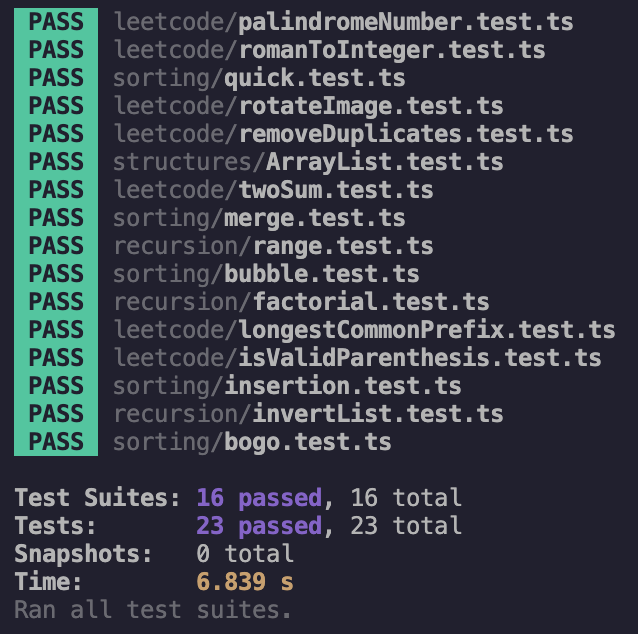 PASS leetcode/palindromeNumber.test.ts
PASS leetcode/romanToInteger.test.ts
PASS sorting/quick.test.ts
PASS leetcode/rotateImage.test.ts
PASS leetcode/removeDuplicates.test.ts
PASS structures/ArrayList.test.ts
PASS leetcode/twoSum.test.ts
PASS sorting/merge.test.ts
PASS recursion/range.test.ts
PASS sorting/bubble.test.ts
PASS recursion/factorial.test.ts
PASS leetcode/longestCommonPrefix.test.ts
PASS leetcode/isValidParenthesis.test.ts
PASS sorting/insertion.test.ts
PASS recursion/invertList.test.ts
PASS sorting/bogo.test.ts
Test Suites: 16 passed, 16 total
Tests: 23 passed, 23 total
Snapshots: 0 total
Time: 6.839 s
Ran all test suites.